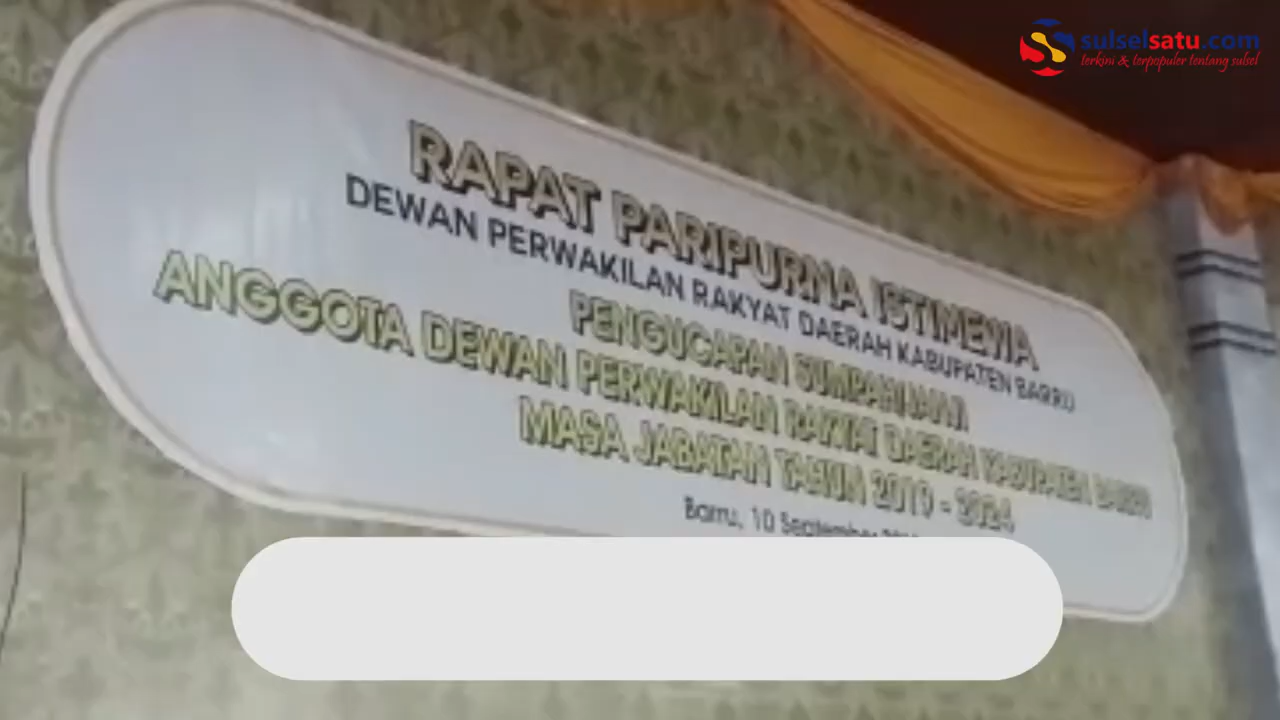 sulselsatu.com
terkini & terpopuler tentang sulsel
RAPAT PARIPURNA ISTIMEWA
DEWAN PERWAKILAN RAKYAT DAERAH KABUPATEN BARRU
PENGUCAPAN SUMPAH/JANJI
ANGGOTA DEWAN PERWAKILAN RAKYAT DAERAH KABUPATEN BARRU
MASA JABATAN TAHUN 2019 - 2024
Barru, 10 September